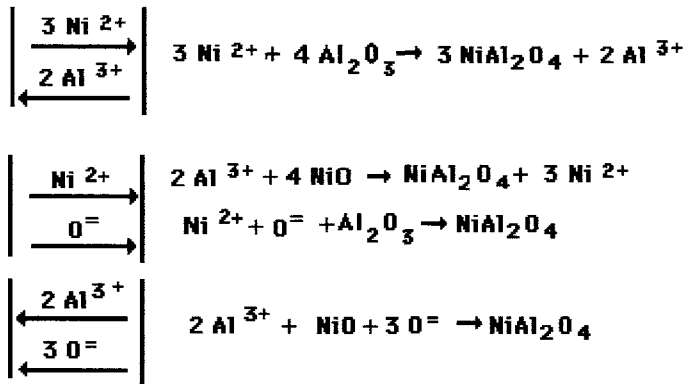 3 Ni 2+
2 Al 3+
3 Ni 2+ + 4 Al2O3 → 3 NiAl2O4 + 2 Al 3+
Ni 2+
O=
2 Al 3+ + 4 NiO → NiAl2O4 + 3 Ni 2+
Ni 2+ + O= + Al2O3 → NiAl2O4
2 Al 3+
3 O=
2 Al 3+ + NiO + 3 O= → NiAl2O4